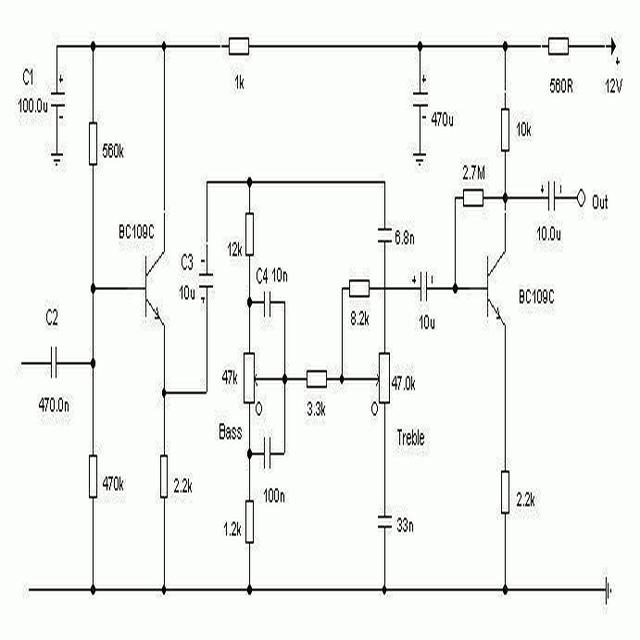 C1
100.0u
1k
560R
12V
470u
560k
10k
2.7M
Out
10.0u
BC109C
C3
10u
12k
6.8n
C4 10n
8.2k
10u
BC109C
C2
470.0n
47k
3.3k
47.0k
Bass
Treble
470k
2.2k
100n
1.2k
33n
2.2k